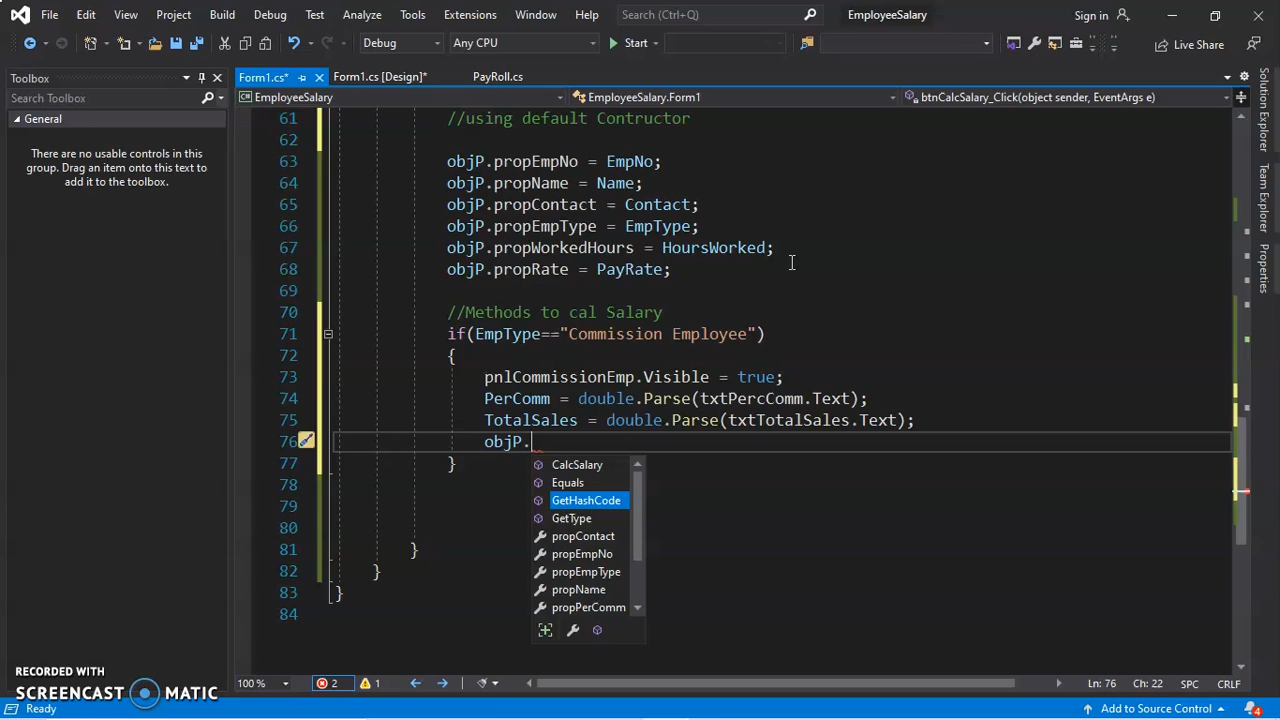 File Edit View Project Build Debug Test Analyze Tools Extensions Window Help Search (Ctrl+Q) EmployeeSalary Sign in
Debug Any CPU Start Live Share
Toolbox
Search Toolbox
General
There are no usable controls in this
group. Drag an item onto this text to
add it to the toolbox.
Form1.cs* Form1.cs [Design]* PayRoll.cs
EmployeeSalary EmployeeSalary.Form1 btnCalcSalary_Click(object sender, EventArgs e)
61 //using default Contructor
62
63 objP.propEmpNo = EmpNo;
64 objP.propName = Name;
65 objP.propContact = Contact;
66 objP.propEmpType = EmpType;
67 objP.propWorkedHours = HoursWorked;
68 objP.propRate = PayRate;
69
70 //Methods to cal Salary
71 if(EmpType=="Commission Employee")
72 {
73 pnlCommissionEmp.Visible = true;
74 PerComm = double.Parse(txtPercComm.Text);
75 TotalSales = double.Parse(txtTotalSales.Text);
76 objP.
77 }
78
79
80
81 }
82 }
83 }
84
CalcSalary
Equals
GetHashCode
GetType
propContact
propEmpNo
propEmpType
propName
propPerComm
Solution Explorer
Team Explorer
Properties
RECORDED WITH
SCREENCAST MATIC
100 % 2 1 Ln: 76 Ch: 22 SPC CRLF
Ready Add to Source Control 4